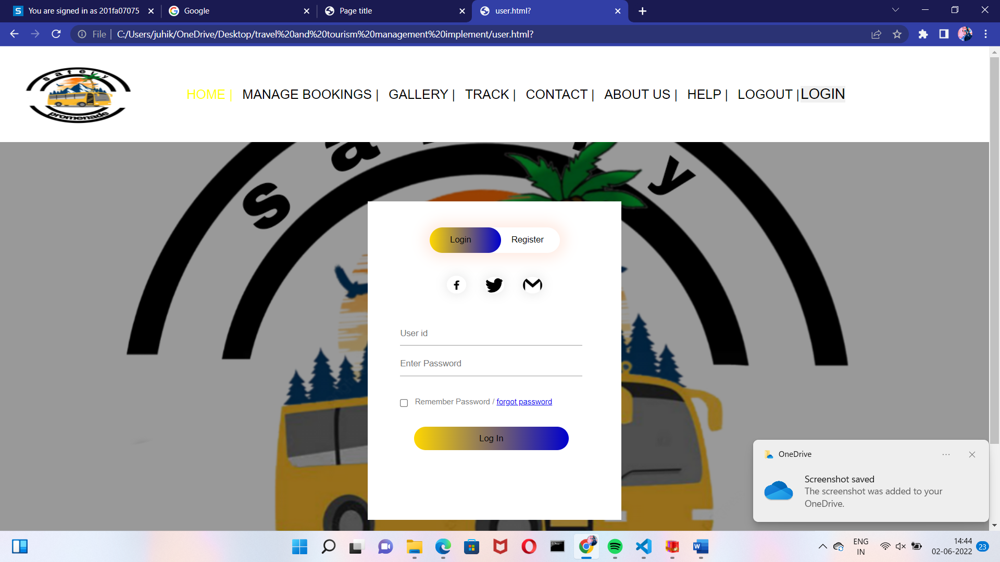 You are signed in as 201fa07075
Google
Page title
user.html?
File
C:/Users/juhik/OneDrive/Desktop/travel%20and%20tourism%20management%20implement/user.html?
safely
promenade
HOME | MANAGE BOOKINGS | GALLERY | TRACK | CONTACT | ABOUT US | HELP | LOGOUT |LOGIN
s a y
Login Register
User id
Enter Password
Remember Password / forgot password
Log In
OneDrive
Screenshot saved
The screenshot was added to your
OneDrive.
ENG
IN
14:44
02-06-2022
23